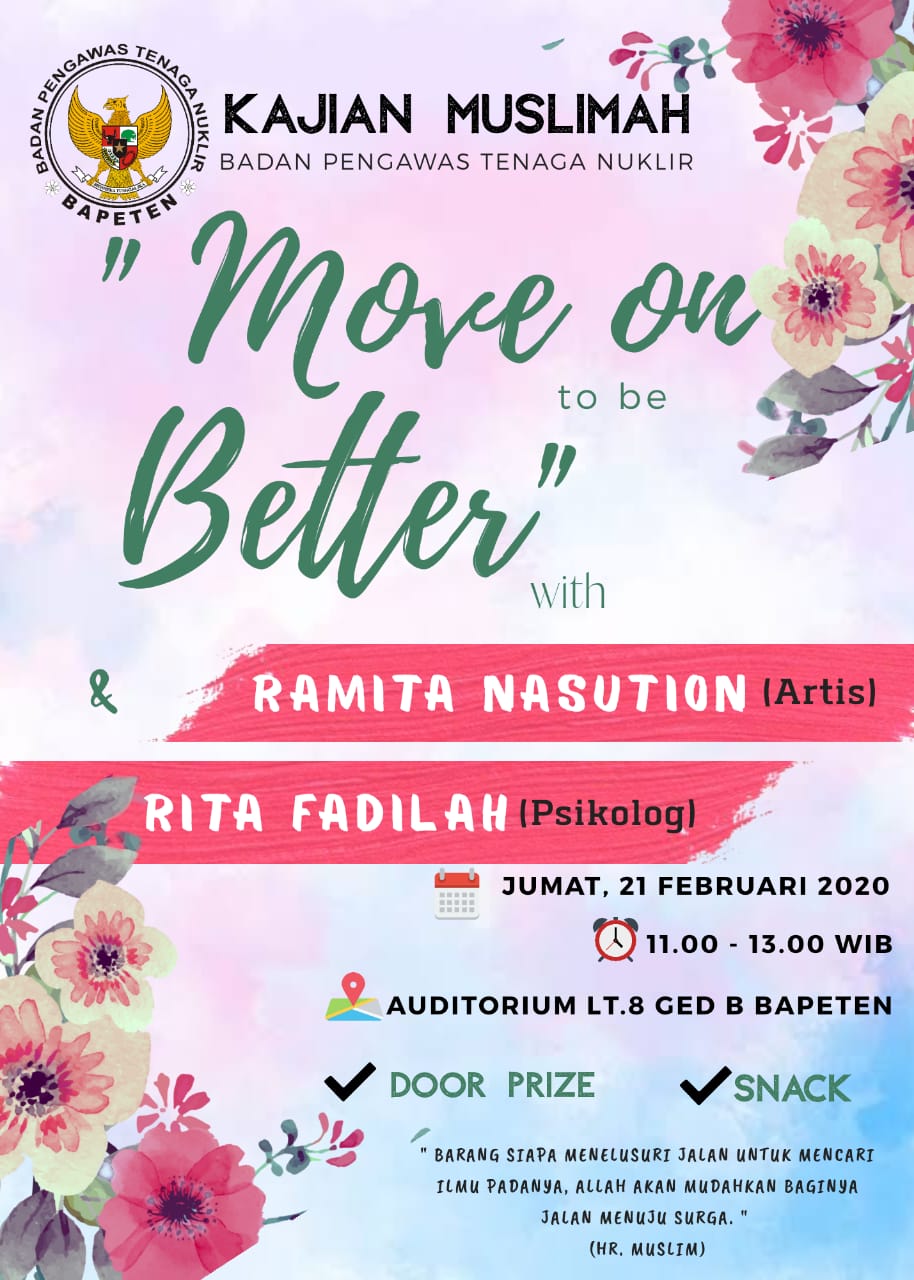 BADAN PENGAWAS TENAGA NUKLIR
BAPETEN
KAJIAN MUSLIMAH
BADAN PENGAWAS TENAGA NUKLIR
" Move on
to be
Better"
with
& RAMITA NASUTION (Artis)
RITA FADILAH (Psikolog)
JUMAT, 21 FEBRUARI 2020
11.00 - 13.00 WIB
AUDITORIUM LT.8 GED B BAPETEN
DOOR PRIZE SNACK
" BARANG SIAPA MENELUSURI JALAN UNTUK MENCARI
ILMU PADANYA, ALLAH AKAN MUDAHKAN BAGINYA
JALAN MENUJU SURGA. "
(HR. MUSLIM)